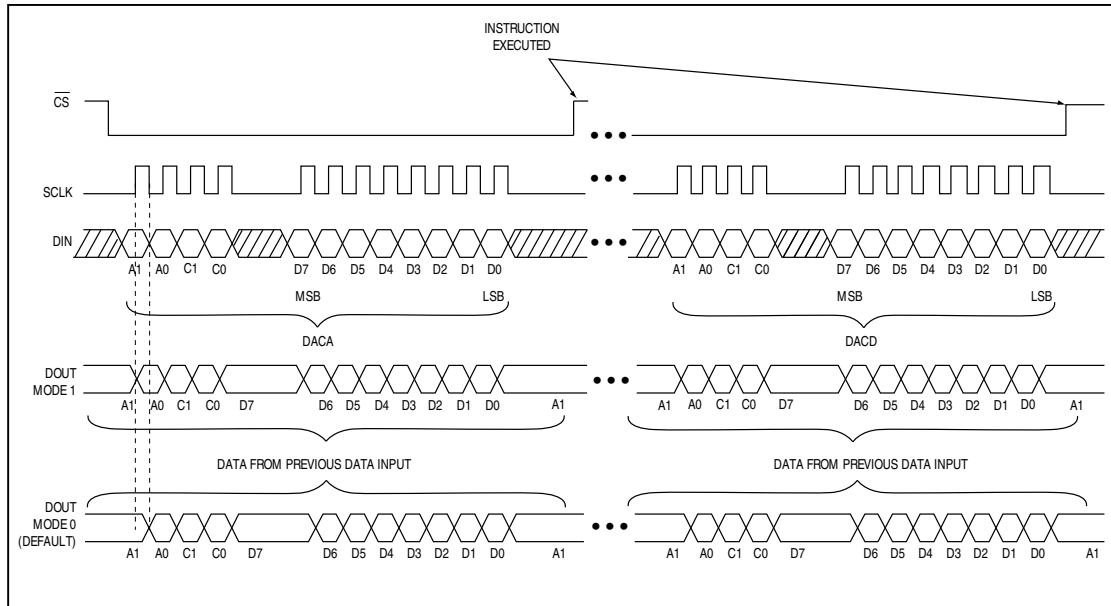 INSTRUCTION
EXECUTED
CS
SCLK
DIN
A1 A0 C1 C0 D7 D6 D5 D4 D3 D2 D1 D0 A1 A0 C1 C0 D7 D6 D5 D4 D3 D2 D1 D0
MSB LSB MSB LSB
DACA DACD
DOUT
MODE 1
A1 A0 C1 C0 D7 D6 D5 D4 D3 D2 D1 D0 A1 A1 A0 C1 C0 D7 D6 D5 D4 D3 D2 D1 D0 A1
DATA FROM PREVIOUS DATA INPUT DATA FROM PREVIOUS DATA INPUT
DOUT
MODE 0
(DEFAULT)
A1 A0 C1 C0 D7 D6 D5 D4 D3 D2 D1 D0 A1 A1 A0 C1 C0 D7 D6 D5 D4 D3 D2 D1 D0 A1